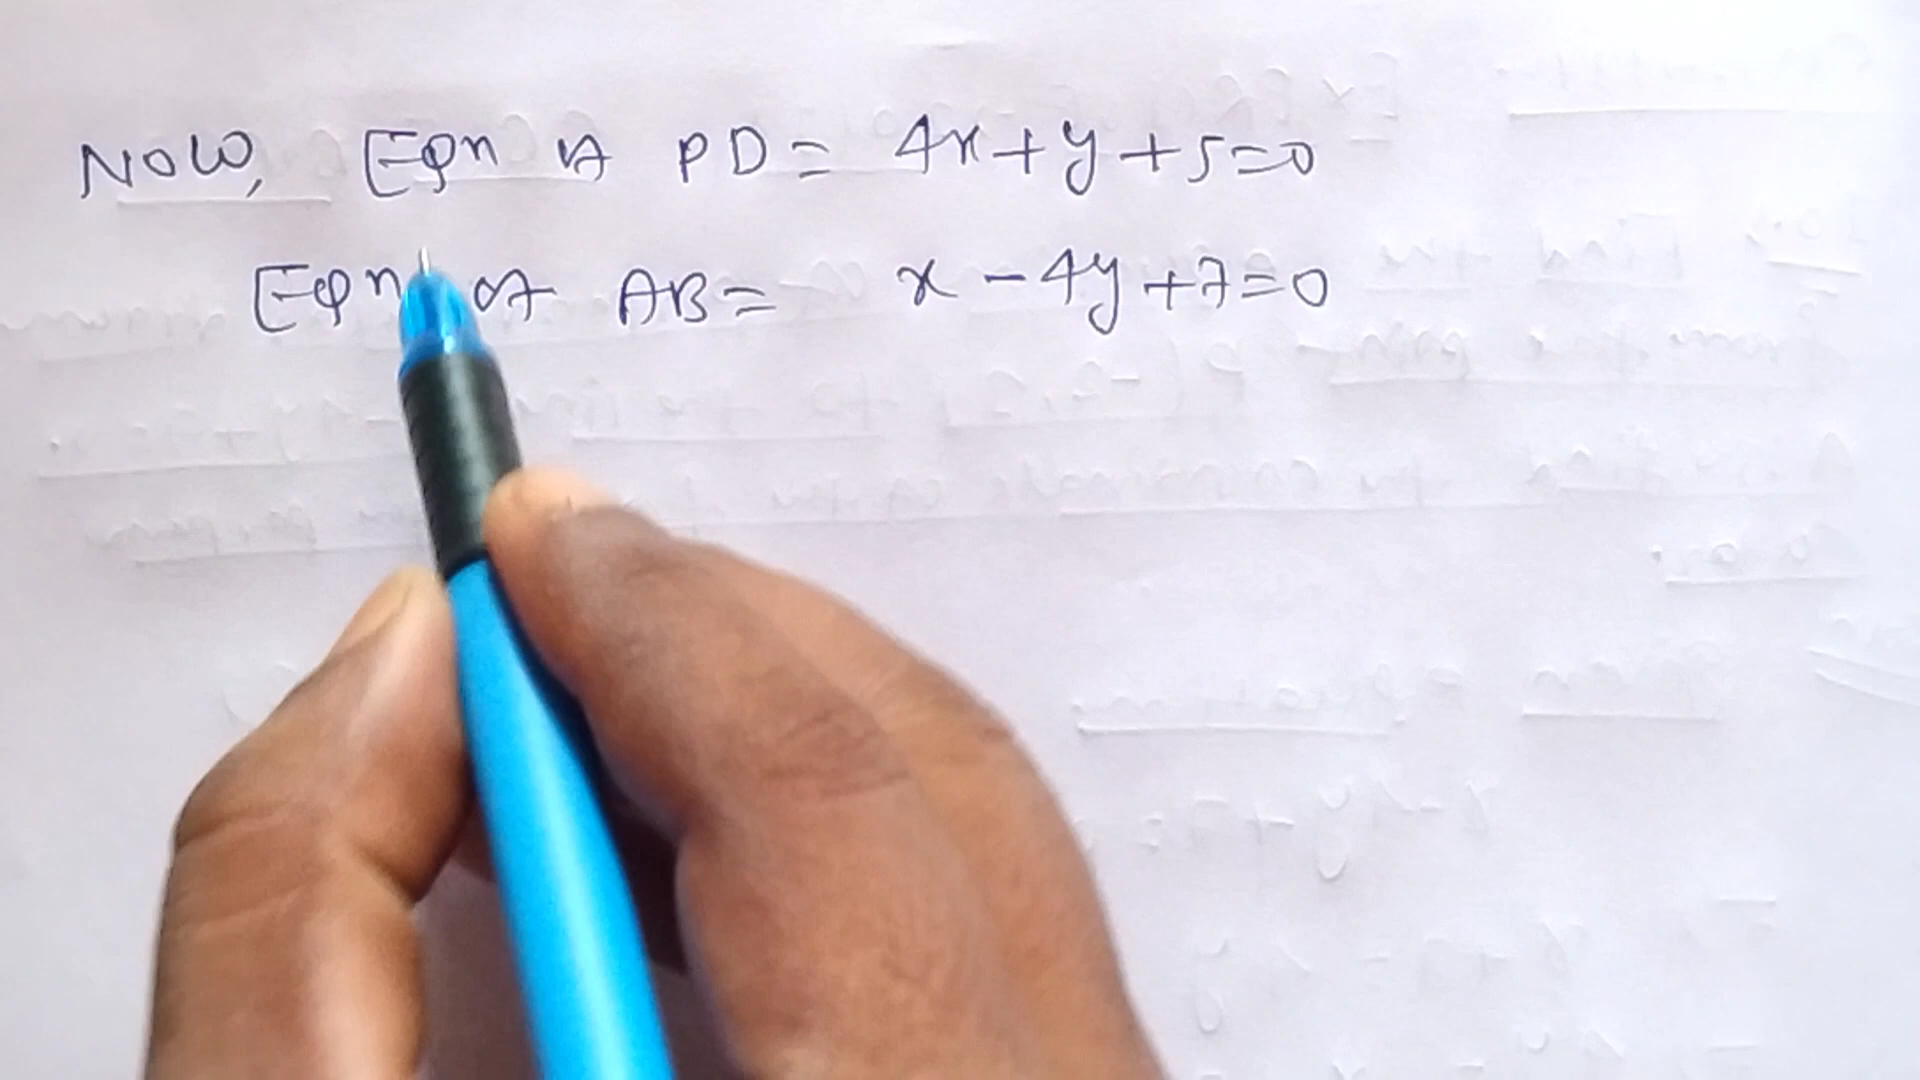 NOW, Eqn of PD = 4x+y+5=0
Eqn of AB = x-4y+7=0